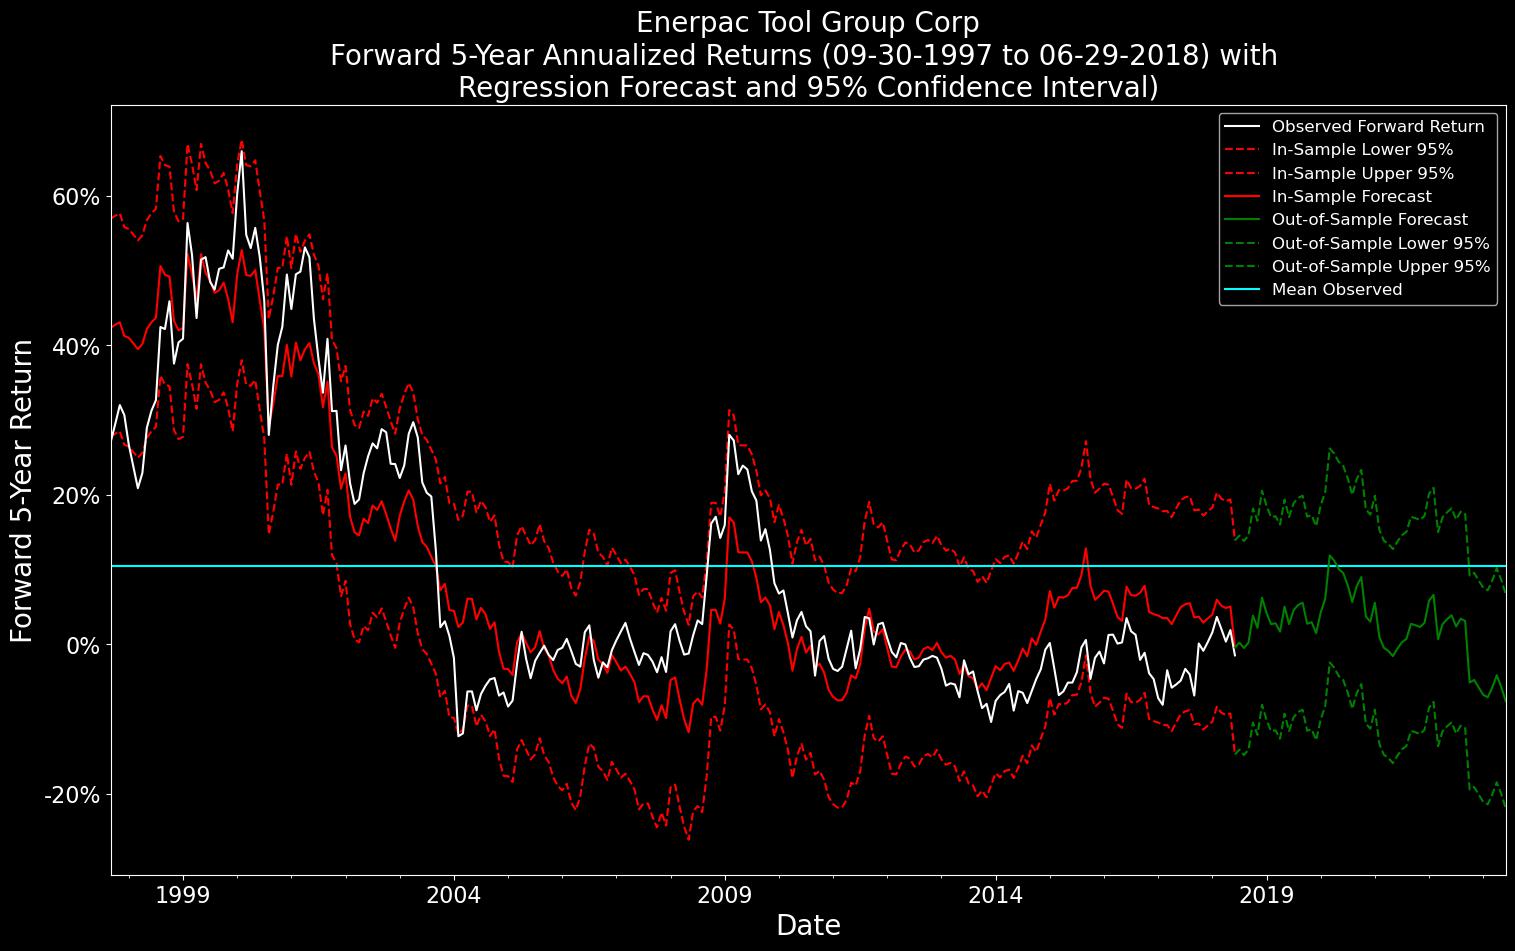 Enerpac Tool Group Corp
Forward 5-Year Annualized Returns (09-30-1997 to 06-29-2018) with
Regression Forecast and 95% Confidence Interval)
Observed Forward Return
In-Sample Lower 95%
In-Sample Upper 95%
In-Sample Forecast
Out-of-Sample Forecast
Out-of-Sample Lower 95%
Out-of-Sample Upper 95%
Mean Observed
Forward 5-Year Return
60%
40%
20%
0%
-20%
1999 2004 2009 2014 2019
Date